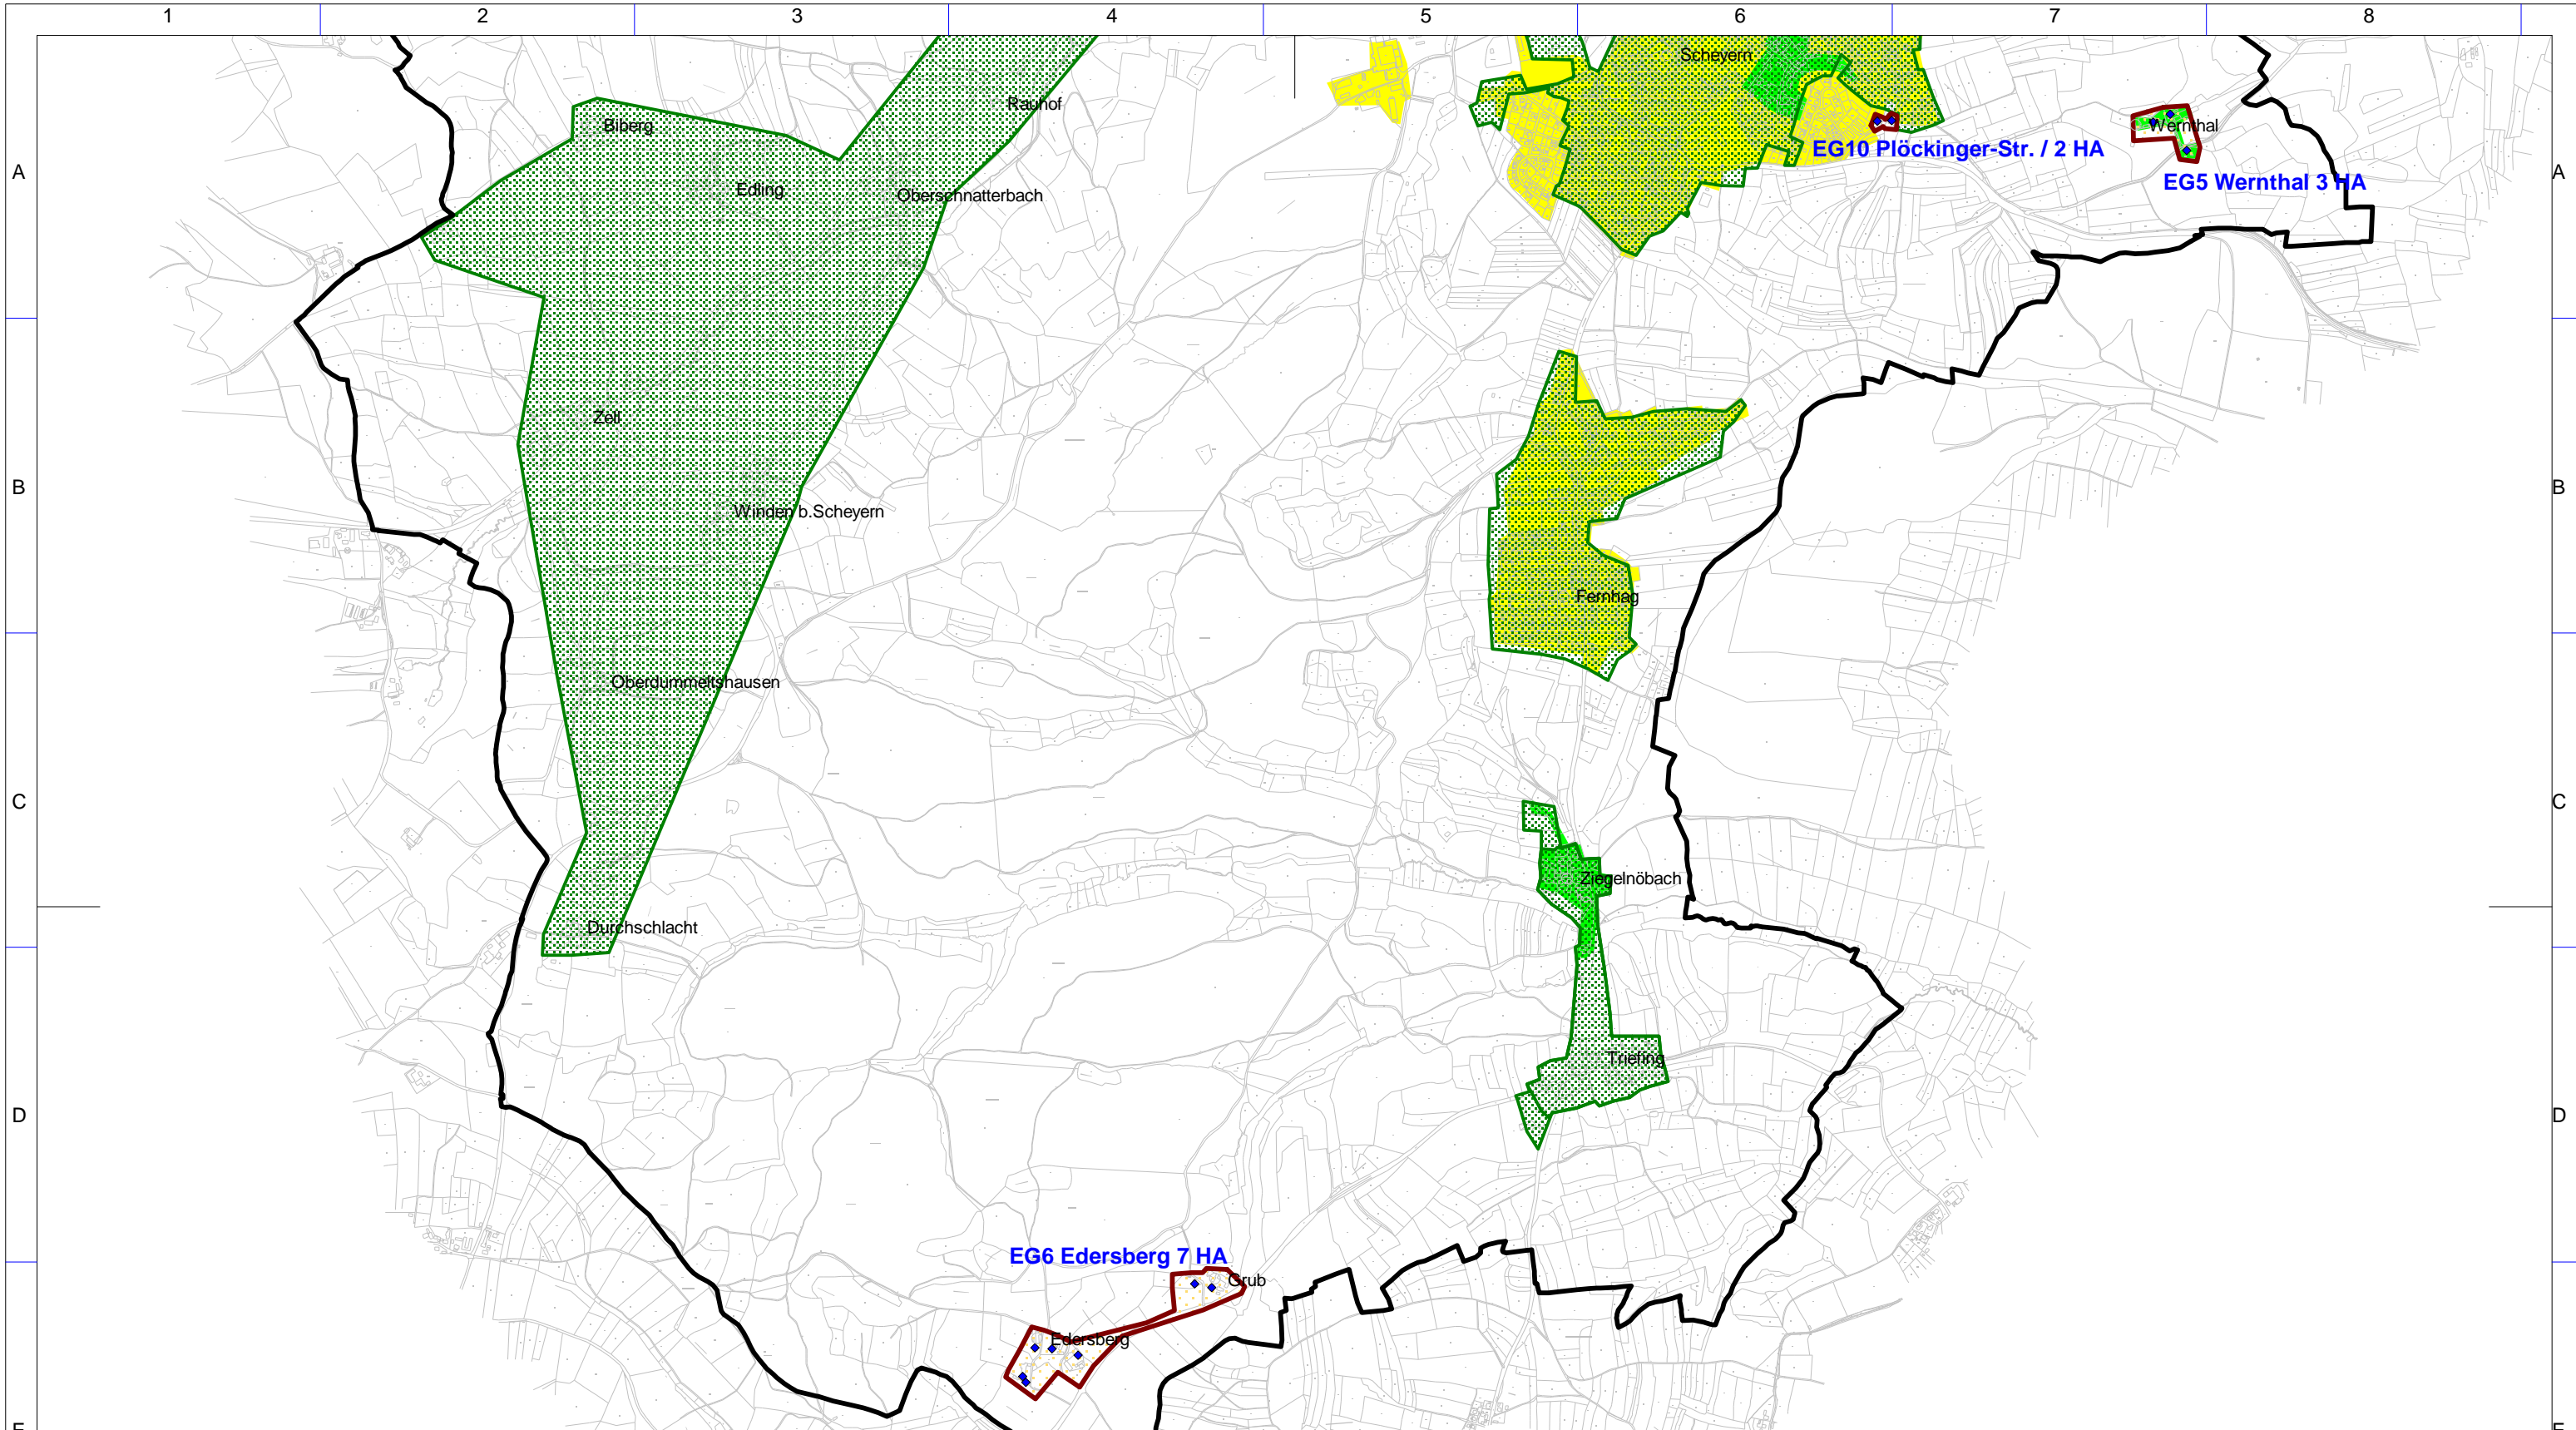 1 2 3 4 5 6 7 8
Scheyern
Rauhof
Biberg
Wernthal
EG10 Plöckinger-Str. / 2 HA
A A
EG5 Wernthal 3 HA
Edling
Oberschnatterbach
Zell
B B
Winden b.Scheyern
Fernhag
Oberdummeltshausen
C C
Ziegelnöbach
Durchschlacht
Triefing
D D
EG6 Edersberg 7 HA
Grub
Edersberg
E E